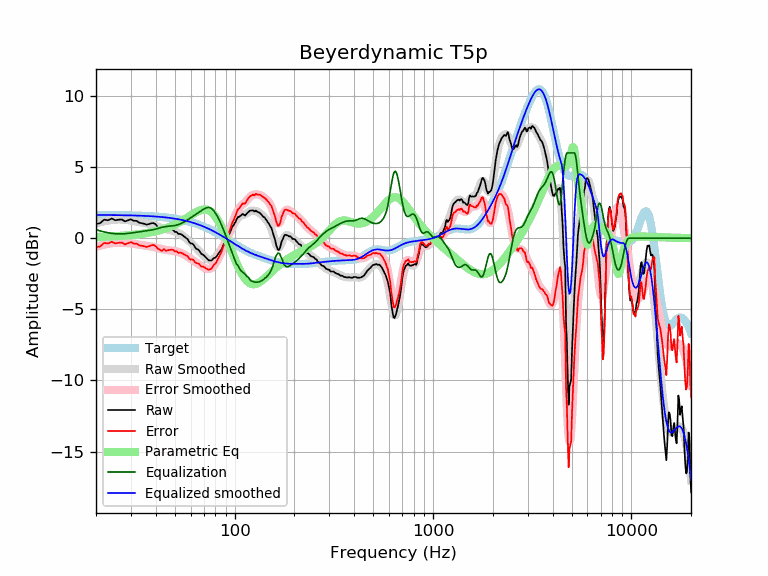 Beyerdynamic T5p
Amplitude (dBr)
10
5
0
−5
−10
−15
Target
Raw Smoothed
Error Smoothed
Raw
Error
Parametric Eq
Equalization
Equalized smoothed
100
1000
10000
Frequency (Hz)